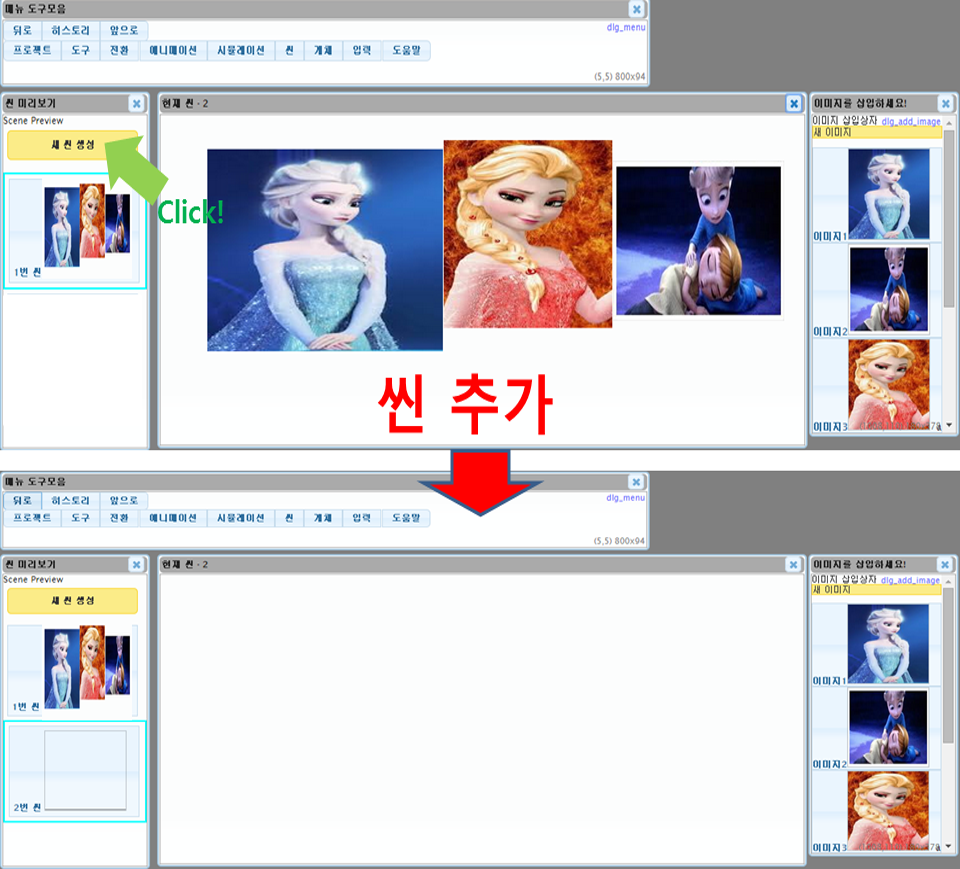 메뉴 도구모음
뒤로 히스토리 앞으로
dlg_menu
프로젝트 도구 전환 애니메이션 시뮬레이션 씬 개체 입력 도움말
(5,5) 800x94
씬 미리보기
Scene Preview
새 씬 생성
Click!
1번 씬
현재 씬 - 2
씬 추가
이미지를 삽입하세요!
이미지 삽입상자 dlg_add_image
새 이미지
이미지1
이미지2
이미지3
메뉴 도구모음
뒤로 히스토리 앞으로
dlg_menu
프로젝트 도구 전환 애니메이션 시뮬레이션 씬 개체 입력 도움말
(5,5) 800x94
씬 미리보기
Scene Preview
새 씬 생성
1번 씬
2번 씬
현재 씬 - 2
이미지를 삽입하세요!
이미지 삽입상자 dlg_add_image
새 이미지
이미지1
이미지2
이미지3